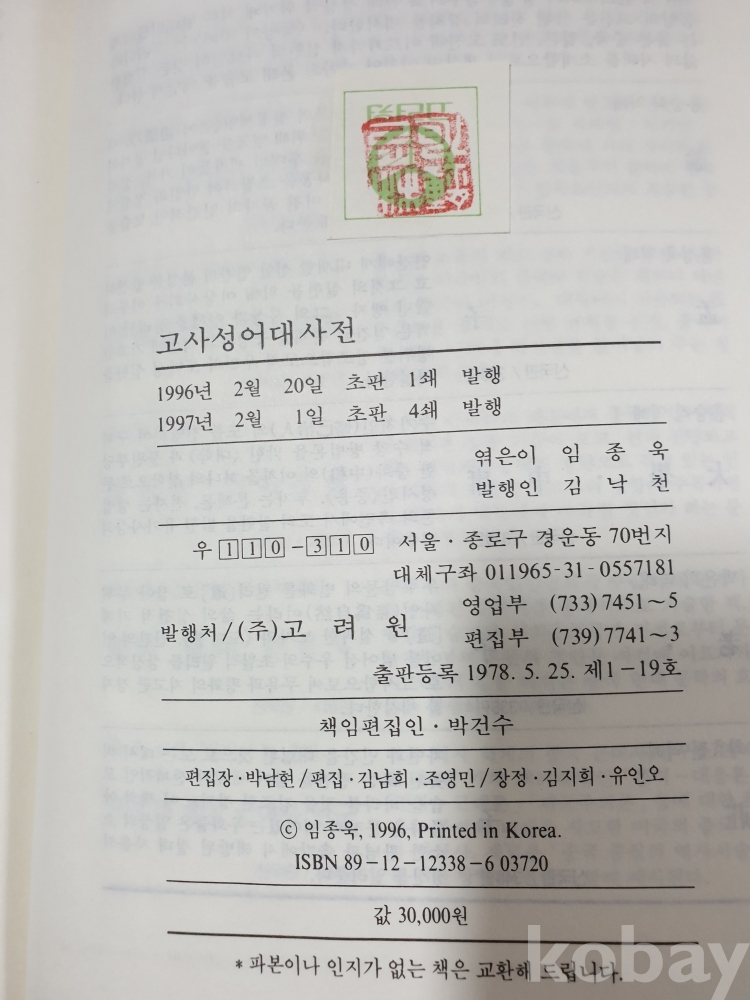 고려원
고사성어대사전
1996년 2월 20일 초판 1쇄 발행
1997년 2월 1일 초판 4쇄 발행
엮은이 임종욱
발행인 김낙천
우 110-310 서울·종로구 경운동 70번지
대체구좌 011965-31-0557181
영업부 (733)7451~5
발행처/(주)고려원
편집부 (739)7741~3
출판등록 1978. 5. 25. 제1-19호
책임편집인·박건수
편집장·박남현/편집·김남희·조영민/장정·김지희·유인오
ⓒ 임종욱, 1996, Printed in Korea.
ISBN 89-12-12338-6 03720
값 30,000원
* 파본이나 인지가 없는 책은 교환해 드립니다.
kobay